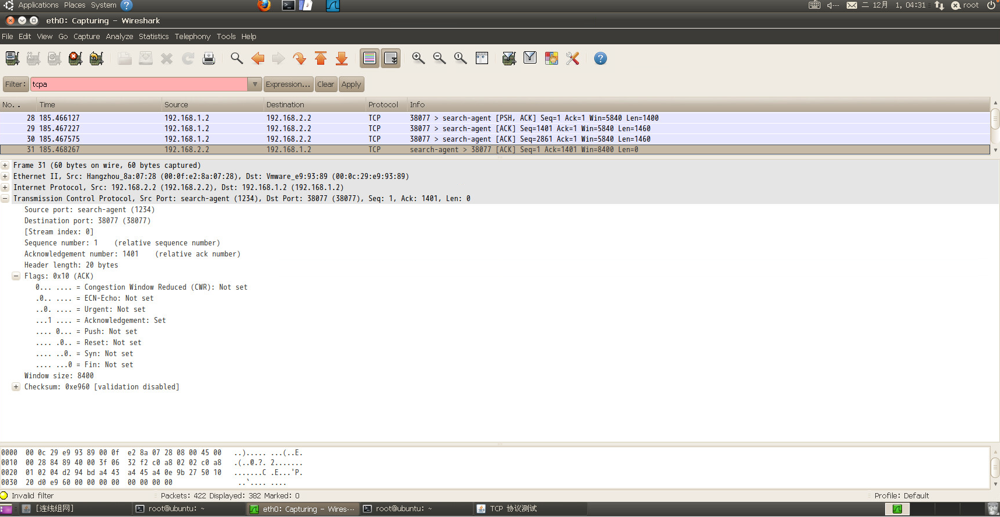 Applications Places System
二 12月 1, 04:31 root
eth0: Capturing - Wireshark
File Edit View Go Capture Analyze Statistics Telephony Tools Help
Filter: tcpa Expression... Clear Apply
No. . Time Source Destination Protocol Info
28 185.466127 192.168.1.2 192.168.2.2 TCP 38077 > search-agent [PSH, ACK] Seq=1 Ack=1 Win=5840 Len=1400
29 185.467227 192.168.1.2 192.168.2.2 TCP 38077 > search-agent [ACK] Seq=1401 Ack=1 Win=5840 Len=1460
30 185.467575 192.168.1.2 192.168.2.2 TCP 38077 > search-agent [ACK] Seq=2861 Ack=1 Win=5840 Len=1460
31 185.468267 192.168.2.2 192.168.1.2 TCP search-agent > 38077 [ACK] Seq=1 Ack=1401 Win=8400 Len=0
Frame 31 (60 bytes on wire, 60 bytes captured)
Ethernet II, Src: Hangzhou_8a:07:28 (00:0f:e2:8a:07:28), Dst: Vmware_e9:93:89 (00:0c:29:e9:93:89)
Internet Protocol, Src: 192.168.2.2 (192.168.2.2), Dst: 192.168.1.2 (192.168.1.2)
Transmission Control Protocol, Src Port: search-agent (1234), Dst Port: 38077 (38077), Seq: 1, Ack: 1401, Len: 0
Source port: search-agent (1234)
Destination port: 38077 (38077)
[Stream index: 0]
Sequence number: 1 (relative sequence number)
Acknowledgement number: 1401 (relative ack number)
Header length: 20 bytes
Flags: 0x10 (ACK)
0... .... = Congestion Window Reduced (CWR): Not set
.0.. .... = ECN-Echo: Not set
..0. .... = Urgent: Not set
...1 .... = Acknowledgement: Set
.... 0... = Push: Not set
.... .0.. = Reset: Not set
.... ..0. = Syn: Not set
.... ...0 = Fin: Not set
Window size: 8400
Checksum: 0xe960 [validation disabled]
0000 00 0c 29 e9 93 89 00 0f e2 8a 07 28 08 00 45 00 ..)..... ...(..E.
0010 00 28 84 89 40 00 3f 06 32 f2 c0 a8 02 02 c0 a8 .(..@.?. 2.......
0020 01 02 04 d2 94 bd a4 43 a4 45 a4 0e 9b 27 50 10 .......C .E...'P.
0030 20 d0 e9 60 00 00 00 00 00 00 00 00 ..`.... ....
Invalid filter Packets: 422 Displayed: 382 Marked: 0 Profile: Default
[连线组网] root@ubuntu: ~ eth0: Capturing - Wires... root@ubuntu: ~ TCP 协议测试